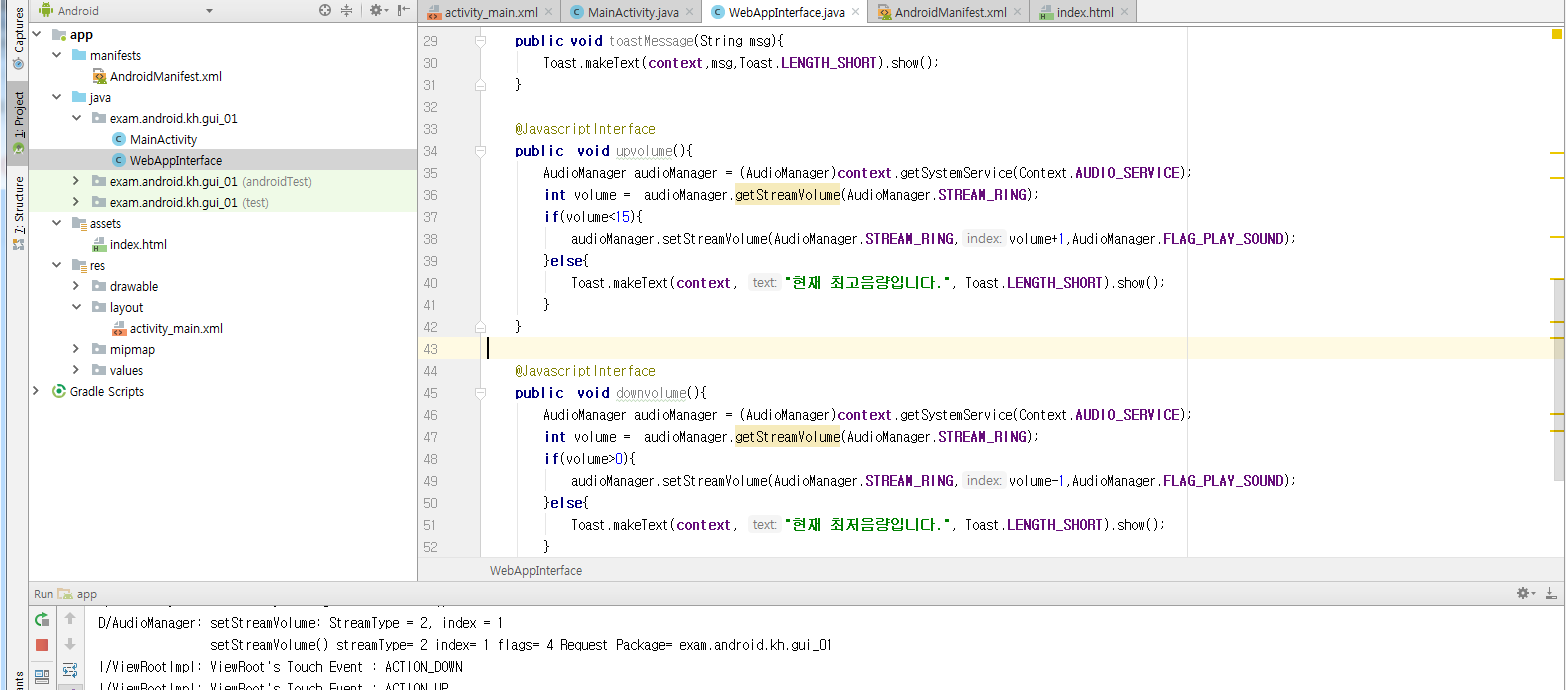 Android
activity_main.xml
MainActivity.java
WebAppInterface.java
AndroidManifest.xml
index.html
Captures
1: Project
7: Structure
app
manifests
AndroidManifest.xml
java
exam.android.kh.gui_01
MainActivity
WebAppInterface
exam.android.kh.gui_01 (androidTest)
exam.android.kh.gui_01 (test)
assets
index.html
res
drawable
layout
activity_main.xml
mipmap
values
Gradle Scripts
29 public void toastMessage(String msg){
30 Toast.makeText(context,msg,Toast.LENGTH_SHORT).show();
31 }
32
33 @JavascriptInterface
34 public void upvolume(){
35 AudioManager audioManager = (AudioManager)context.getSystemService(Context.AUDIO_SERVICE);
36 int volume = audioManager.getStreamVolume(AudioManager.STREAM_RING);
37 if(volume<15){
38 audioManager.setStreamVolume(AudioManager.STREAM_RING, index: volume+1,AudioManager.FLAG_PLAY_SOUND);
39 }else{
40 Toast.makeText(context, text: "현재 최고음량입니다.", Toast.LENGTH_SHORT).show();
41 }
42 }
43
44 @JavascriptInterface
45 public void downvolume(){
46 AudioManager audioManager = (AudioManager)context.getSystemService(Context.AUDIO_SERVICE);
47 int volume = audioManager.getStreamVolume(AudioManager.STREAM_RING);
48 if(volume>0){
49 audioManager.setStreamVolume(AudioManager.STREAM_RING, index: volume-1,AudioManager.FLAG_PLAY_SOUND);
50 }else{
51 Toast.makeText(context, text: "현재 최저음량입니다.", Toast.LENGTH_SHORT).show();
52 }
WebAppInterface
Run app
D/AudioManager: setStreamVolume: StreamType = 2, index = 1
setStreamVolume() streamType= 2 index= 1 flags= 4 Request Package= exam.android.kh.gui_01
I/ViewRootImpl: ViewRoot's Touch Event : ACTION_DOWN
I/ViewRootImpl: ViewRoot's Touch Event : ACTION_UP